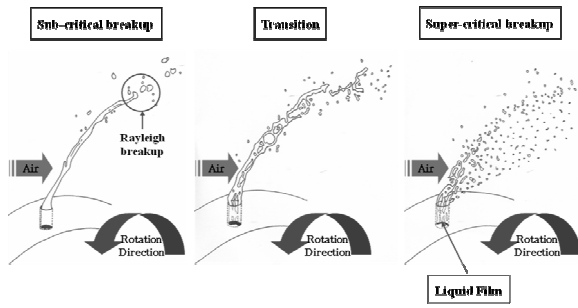 Sub-critical breakup
Transition
Super-critical breakup
Rayleigh
breakup
Air
Air
Air
Rotation
Direction
Rotation
Direction
Rotation
Direction
Liquid Film